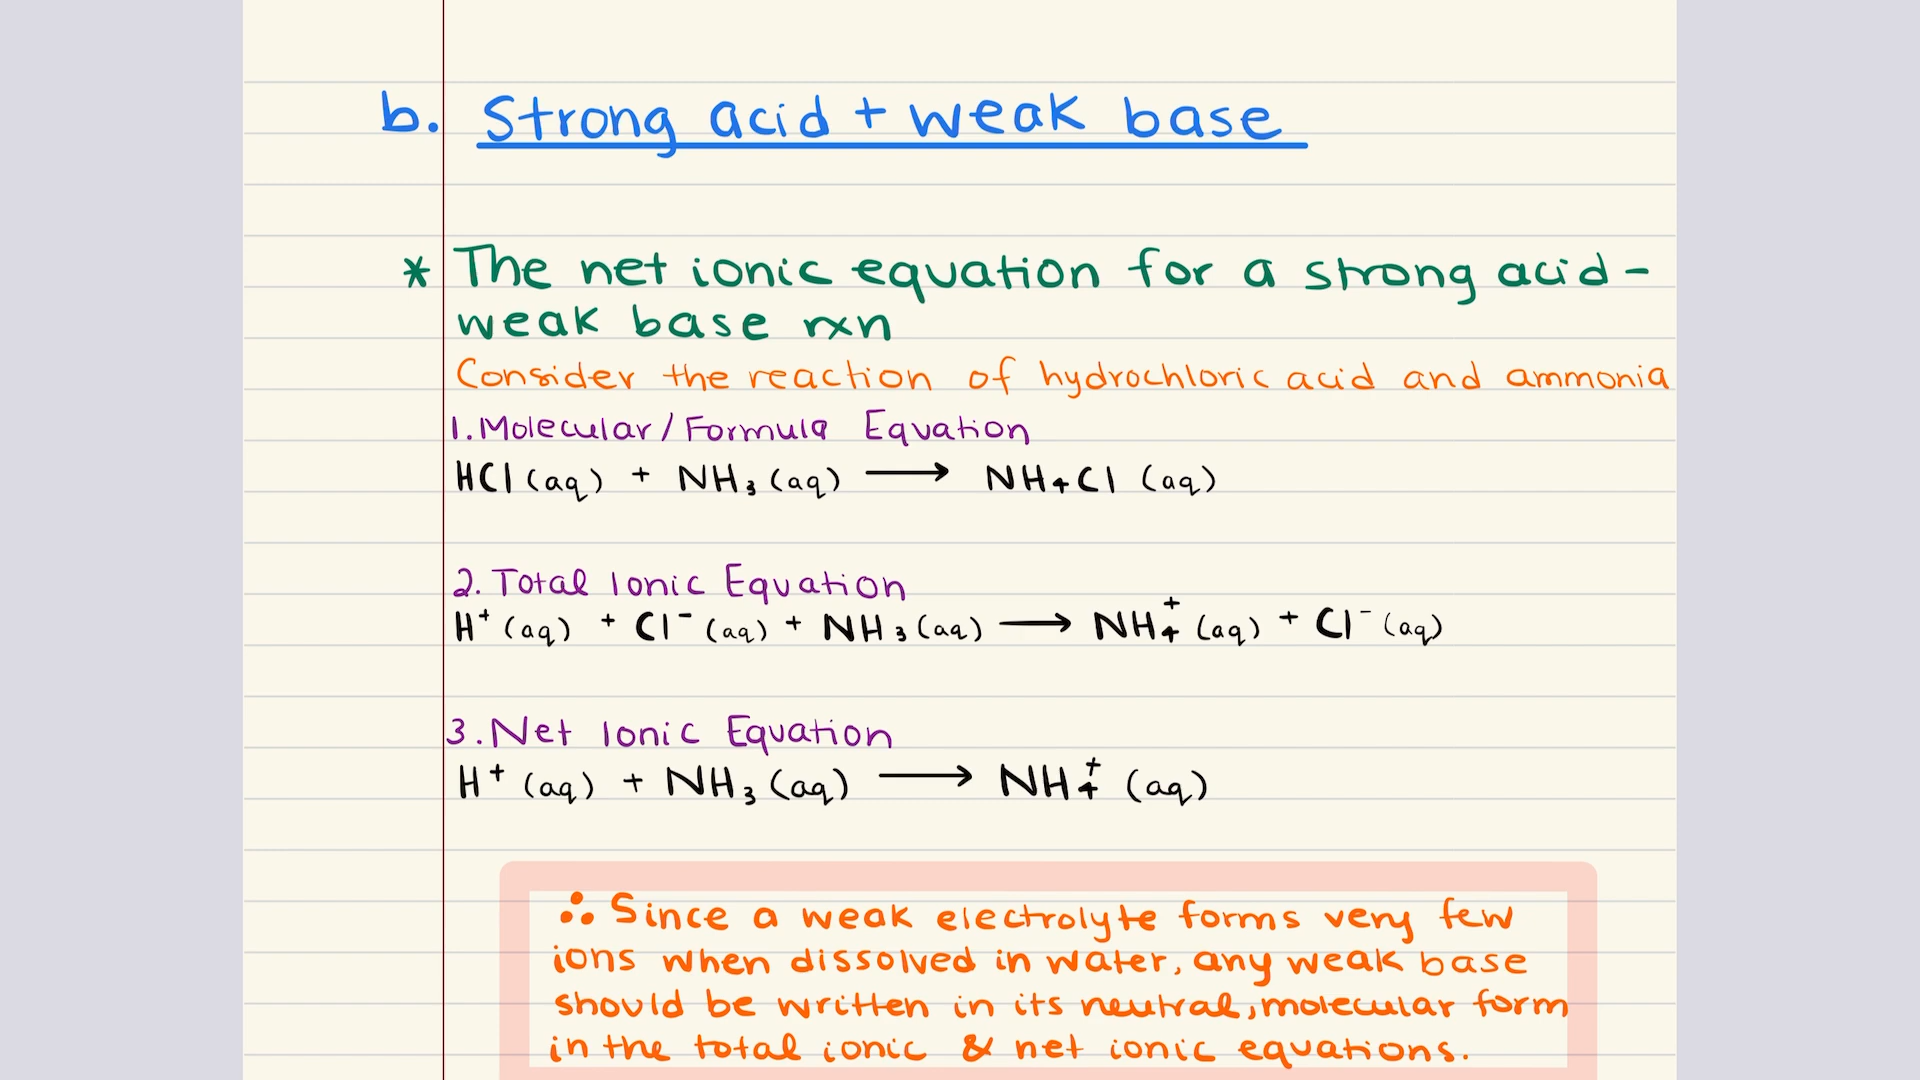 b. Strong acid + weak base
* The net ionic equation for a strong acid -
weak base rxn
Consider the reaction of hydrochloric acid and ammonia
1. Molecular/Formula Equation
HCl (aq) + NH₃ (aq) ⟶ NH₄Cl (aq)
2. Total Ionic Equation
H⁺ (aq) + Cl⁻ (aq) + NH₃ (aq) ⟶ NH₄⁺ (aq) + Cl⁻ (aq)
3. Net Ionic Equation
H⁺ (aq) + NH₃ (aq) ⟶ NH₄⁺ (aq)
∴ Since a weak electrolyte forms very few
ions when dissolved in water, any weak base
should be written in its neutral, molecular form
in the total ionic & net ionic equations.